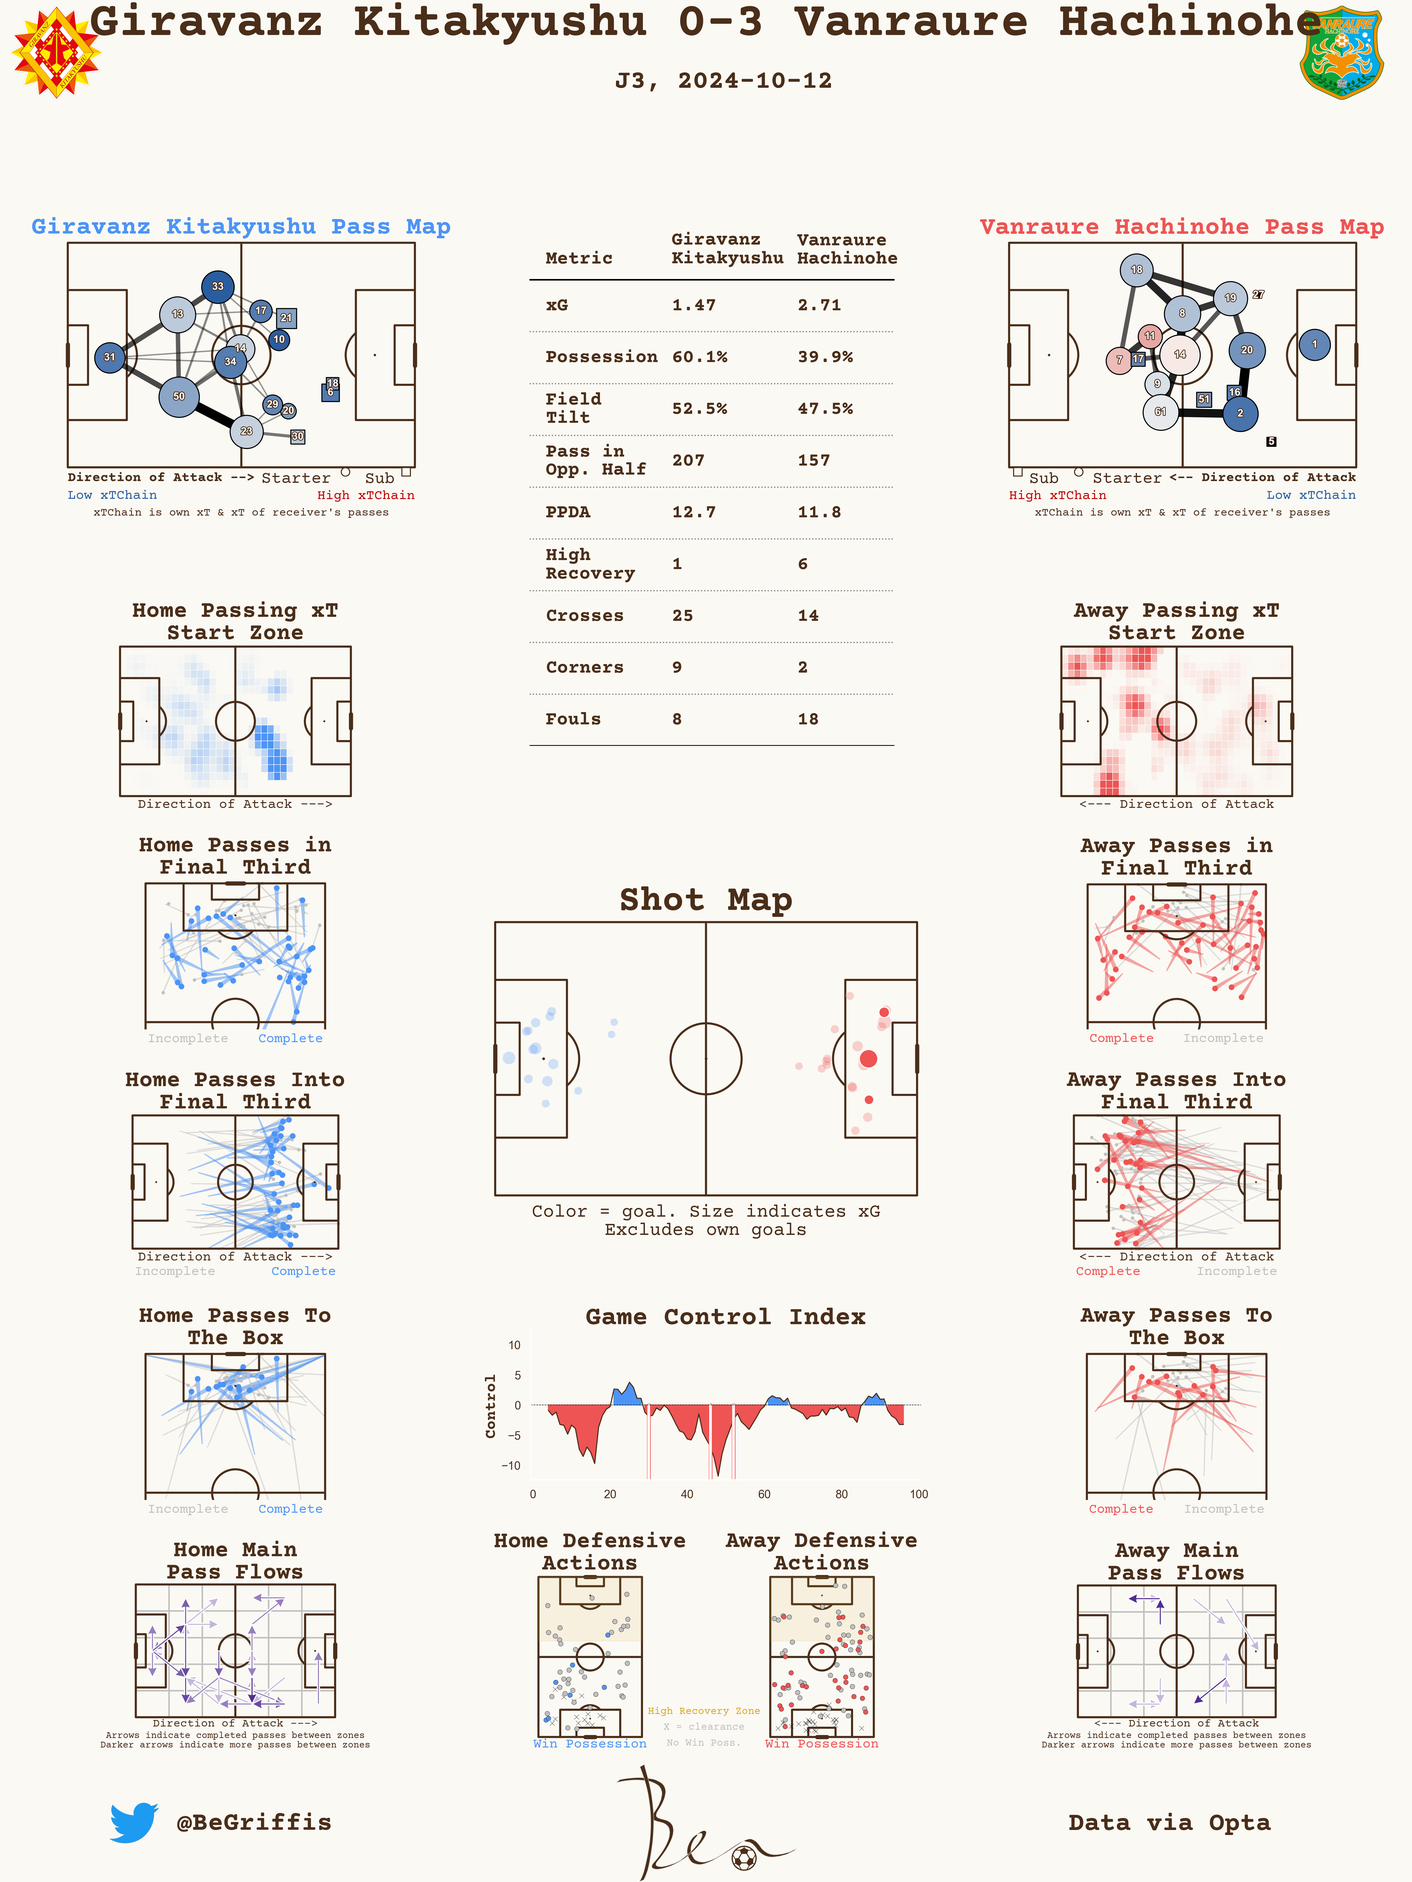 Giravanz Kitakyushu 0-3 Vanraure Hachinohe
J3, 2024-10-12
Giravanz Kitakyushu Pass Map
33
13
17
21
10
14
31
34
18
6
50
29
20
23
30
Direction of Attack --> Starter Sub
Low xTChain High xTChain
xTChain is own xT & xT of receiver's passes
Metric Giravanz Kitakyushu Vanraure Hachinohe
xG 1.47 2.71
Possession 60.1% 39.9%
Field Tilt 52.5% 47.5%
Pass in Opp. Half 207 157
PPDA 12.7 11.8
High Recovery 1 6
Crosses 25 14
Corners 9 2
Fouls 8 18
Vanraure Hachinohe Pass Map
18
19
27
8
11
7
17
14
20
1
9
16
51
61
2
5
Sub Starter <-- Direction of Attack
High xTChain Low xTChain
xTChain is own xT & xT of receiver's passes
Home Passing xT
Start Zone
Direction of Attack --->
Away Passing xT
Start Zone
<--- Direction of Attack
Home Passes in
Final Third
Incomplete Complete
Away Passes in
Final Third
Complete Incomplete
Shot Map
Color = goal. Size indicates xG
Excludes own goals
Home Passes Into
Final Third
Direction of Attack --->
Incomplete Complete
Away Passes Into
Final Third
<--- Direction of Attack
Complete Incomplete
Home Passes To
The Box
Incomplete Complete
Game Control Index
Control
10
5
0
−5
−10
0 20 40 60 80 100
Away Passes To
The Box
Complete Incomplete
Home Main
Pass Flows
Direction of Attack --->
Arrows indicate completed passes between zones
Darker arrows indicate more passes between zones
Home Defensive
Actions
Win Possession
Away Defensive
Actions
Win Possession
High Recovery Zone
X = clearance
No Win Poss.
Away Main
Pass Flows
<--- Direction of Attack
Arrows indicate completed passes between zones
Darker arrows indicate more passes between zones
@BeGriffis
Ben
Data via Opta